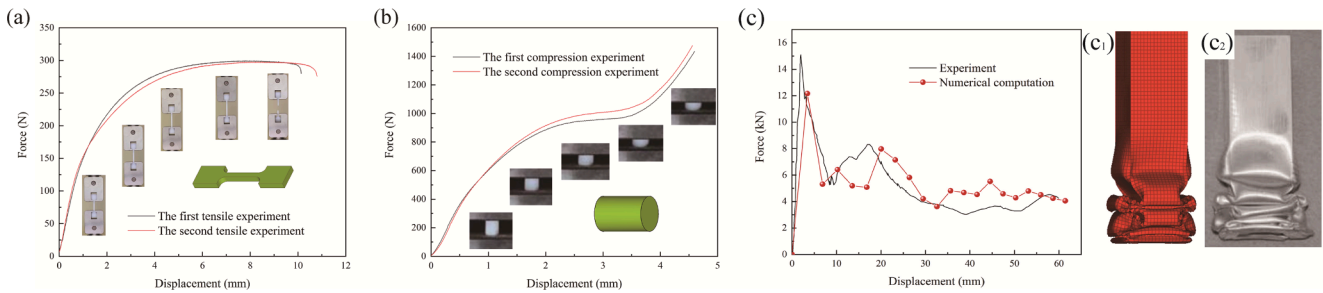 (a)
350
300
250
200
150
100
50
0
Force (N)
The first tensile experiment
The second tensile experiment
0 2 4 6 8 10 12
Displacement (mm)
(b)
1600
1400
1200
1000
800
600
400
200
0
Force (N)
The first compression experiment
The second compression experiment
0 1 2 3 4 5
Displacement (mm)
(c)
16
14
12
10
8
6
4
2
0
Force (kN)
Experiment
Numerical computation
0 10 20 30 40 50 60
Displacement (mm)
(c1)
(c2)